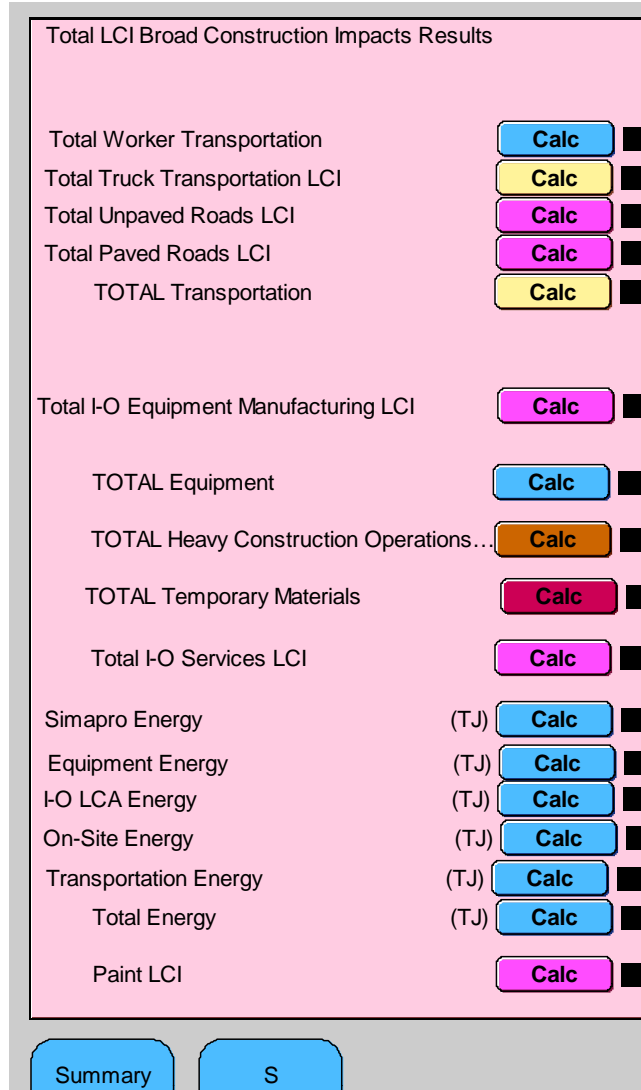 Total LCI Broad Construction Impacts Results
Total Worker Transportation Calc
Total Truck Transportation LCI Calc
Total Unpaved Roads LCI Calc
Total Paved Roads LCI Calc
TOTAL Transportation Calc
Total I-O Equipment Manufacturing LCI Calc
TOTAL Equipment Calc
TOTAL Heavy Construction Operations… Calc
TOTAL Temporary Materials Calc
Total I-O Services LCI Calc
Simapro Energy (TJ) Calc
Equipment Energy (TJ) Calc
I-O LCA Energy (TJ) Calc
On-Site Energy (TJ) Calc
Transportation Energy (TJ) Calc
Total Energy (TJ) Calc
Paint LCI Calc
Summary S